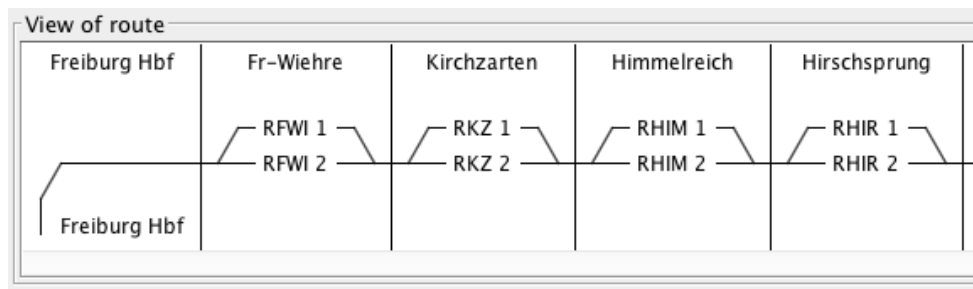 View of route
Freiburg Hbf Fr-Wiehre Kirchzarten Himmelreich Hirschsprung
RFWI 1 RKZ 1 RHIM 1 RHIR 1
RFWI 2 RKZ 2 RHIM 2 RHIR 2
Freiburg Hbf